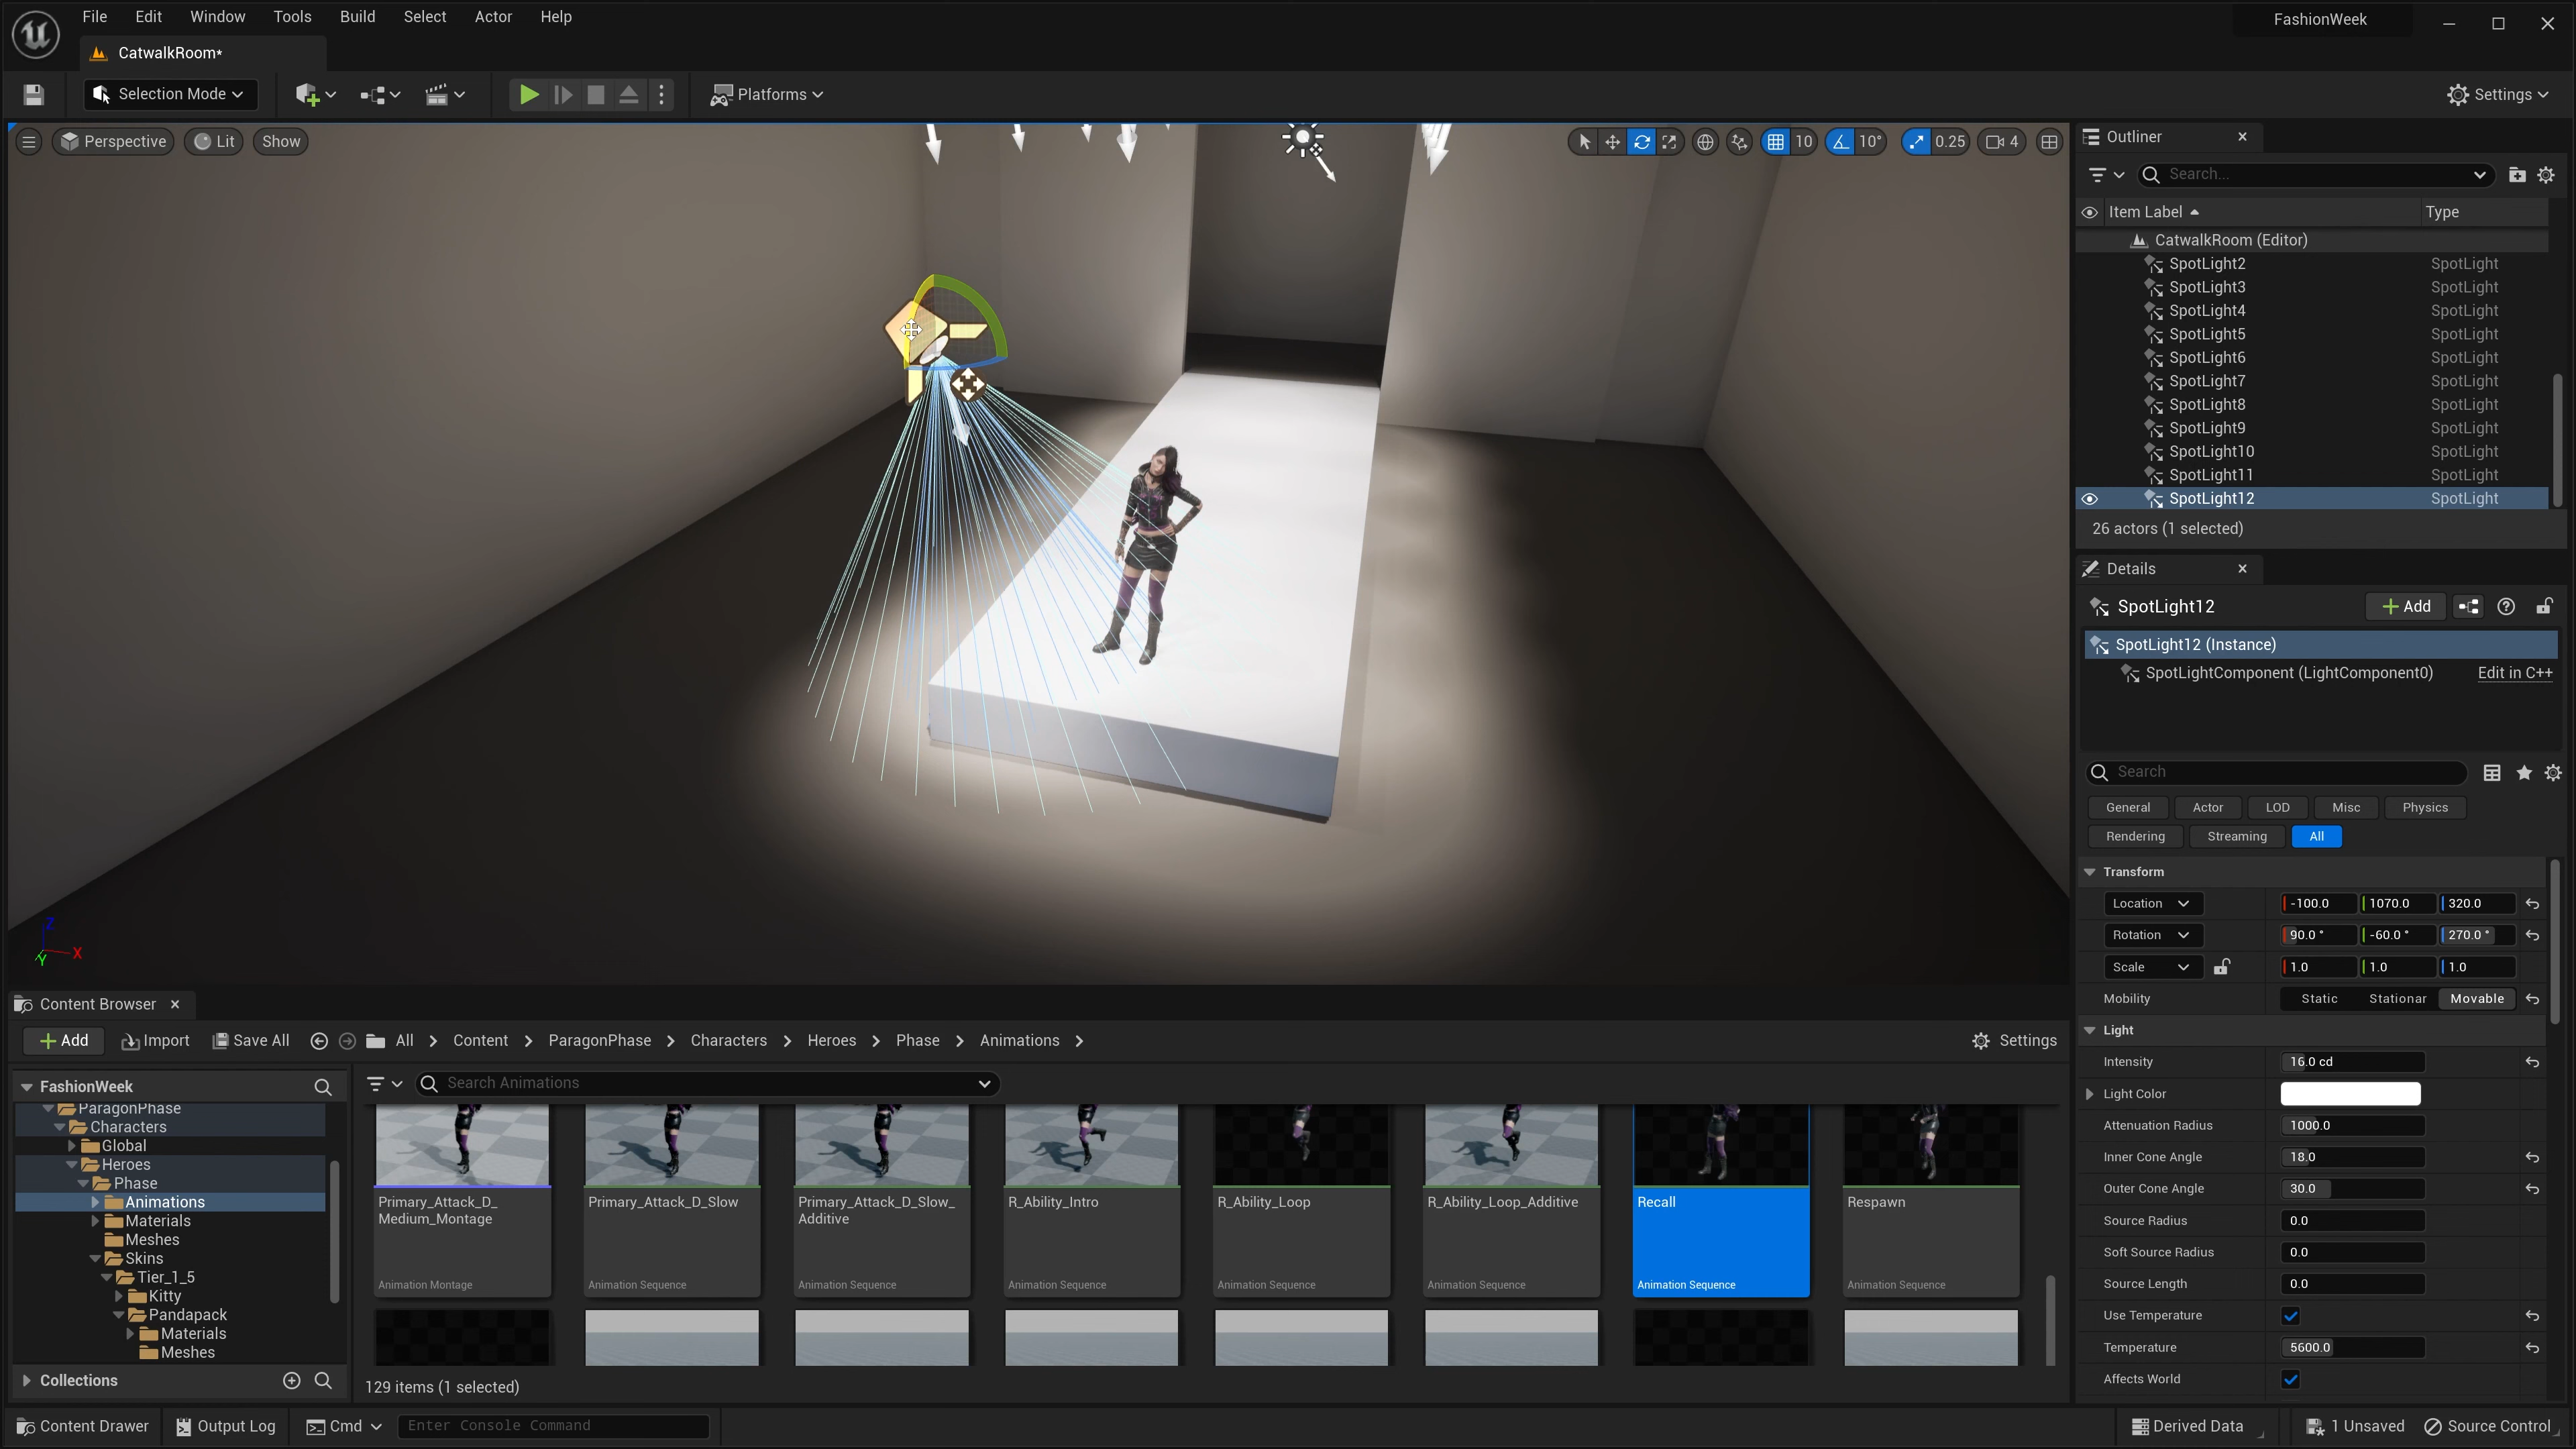 File Edit Window Tools Build Select Actor Help
FashionWeek
CatwalkRoom*
Selection Mode
Platforms
Settings
Perspective Lit Show
10 10° 0.25 4
Z
X
Y
Outliner
Search...
Item Label Type
CatwalkRoom (Editor)
SpotLight2 SpotLight
SpotLight3 SpotLight
SpotLight4 SpotLight
SpotLight5 SpotLight
SpotLight6 SpotLight
SpotLight7 SpotLight
SpotLight8 SpotLight
SpotLight9 SpotLight
SpotLight10 SpotLight
SpotLight11 SpotLight
SpotLight12 SpotLight
26 actors (1 selected)
Details
SpotLight12 Add
SpotLight12 (Instance)
SpotLightComponent (LightComponent0) Edit in C++
Search
General Actor LOD Misc Physics
Rendering Streaming All
Transform
Location -100.0 1070.0 320.0
Rotation 90.0 ° -60.0 ° 270.0 °
Scale 1.0 1.0 1.0
Mobility Static Stationar Movable
Light
Intensity 16.0 cd
Light Color
Attenuation Radius 1000.0
Inner Cone Angle 18.0
Outer Cone Angle 30.0
Source Radius 0.0
Soft Source Radius 0.0
Source Length 0.0
Use Temperature
Temperature 5600.0
Affects World
Content Browser
Add Import Save All All > Content > ParagonPhase > Characters > Heroes > Phase > Animations > Settings
FashionWeek
ParagonPhase
Characters
Global
Heroes
Phase
Animations
Materials
Meshes
Skins
Tier_1_5
Kitty
Pandapack
Materials
Meshes
Collections
Search Animations
Primary_Attack_D_
Medium_Montage
Animation Montage
Primary_Attack_D_Slow
Animation Sequence
Primary_Attack_D_Slow_
Additive
Animation Sequence
R_Ability_Intro
Animation Sequence
R_Ability_Loop
Animation Sequence
R_Ability_Loop_Additive
Animation Sequence
Recall
Animation Sequence
Respawn
Animation Sequence
129 items (1 selected)
Content Drawer Output Log Cmd Enter Console Command Derived Data 1 Unsaved Source Control